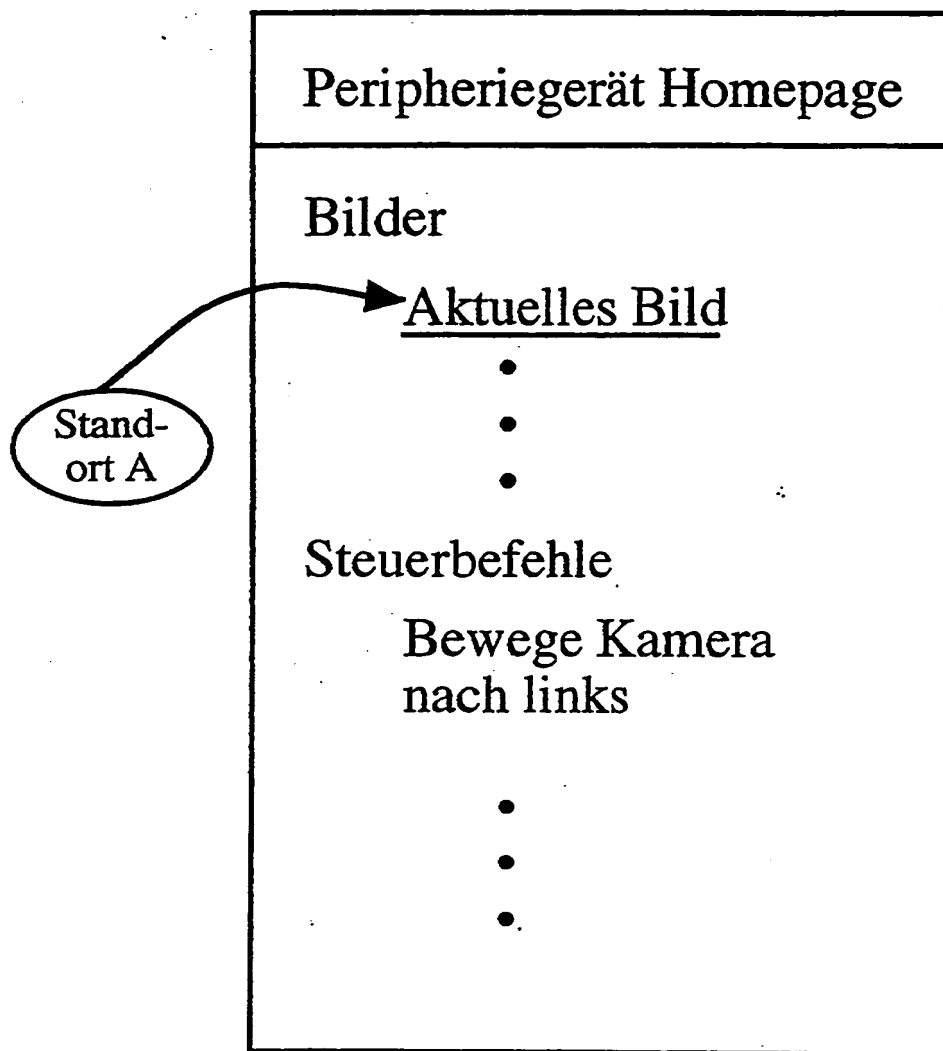 Peripheriegerät Homepage
Bilder
Aktuelles Bild
Stand-
ort A
Steuerbefehle
Bewege Kamera
nach links